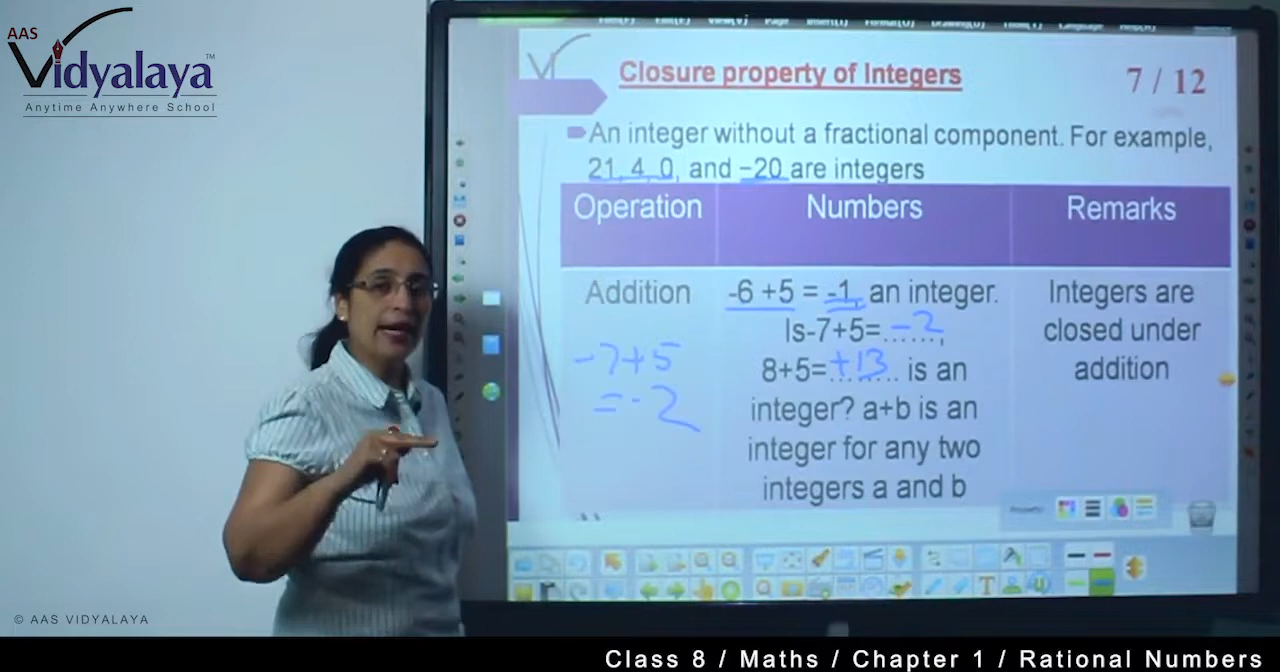 AAS
Vidyalaya™
Anytime Anywhere School
Closure property of Integers
7 / 12
An integer without a fractional component. For example,
21, 4, 0, and −20 are integers
Operation
Numbers
Remarks
Addition
-6 +5 = -1, an integer.
Is-7+5=-2......,
8+5=+13........ is an
integer? a+b is an
integer for any two
integers a and b
Integers are
closed under
addition
-7+5
=-2
© AAS VIDYALAYA
Class 8 / Maths / Chapter 1 / Rational Numbers